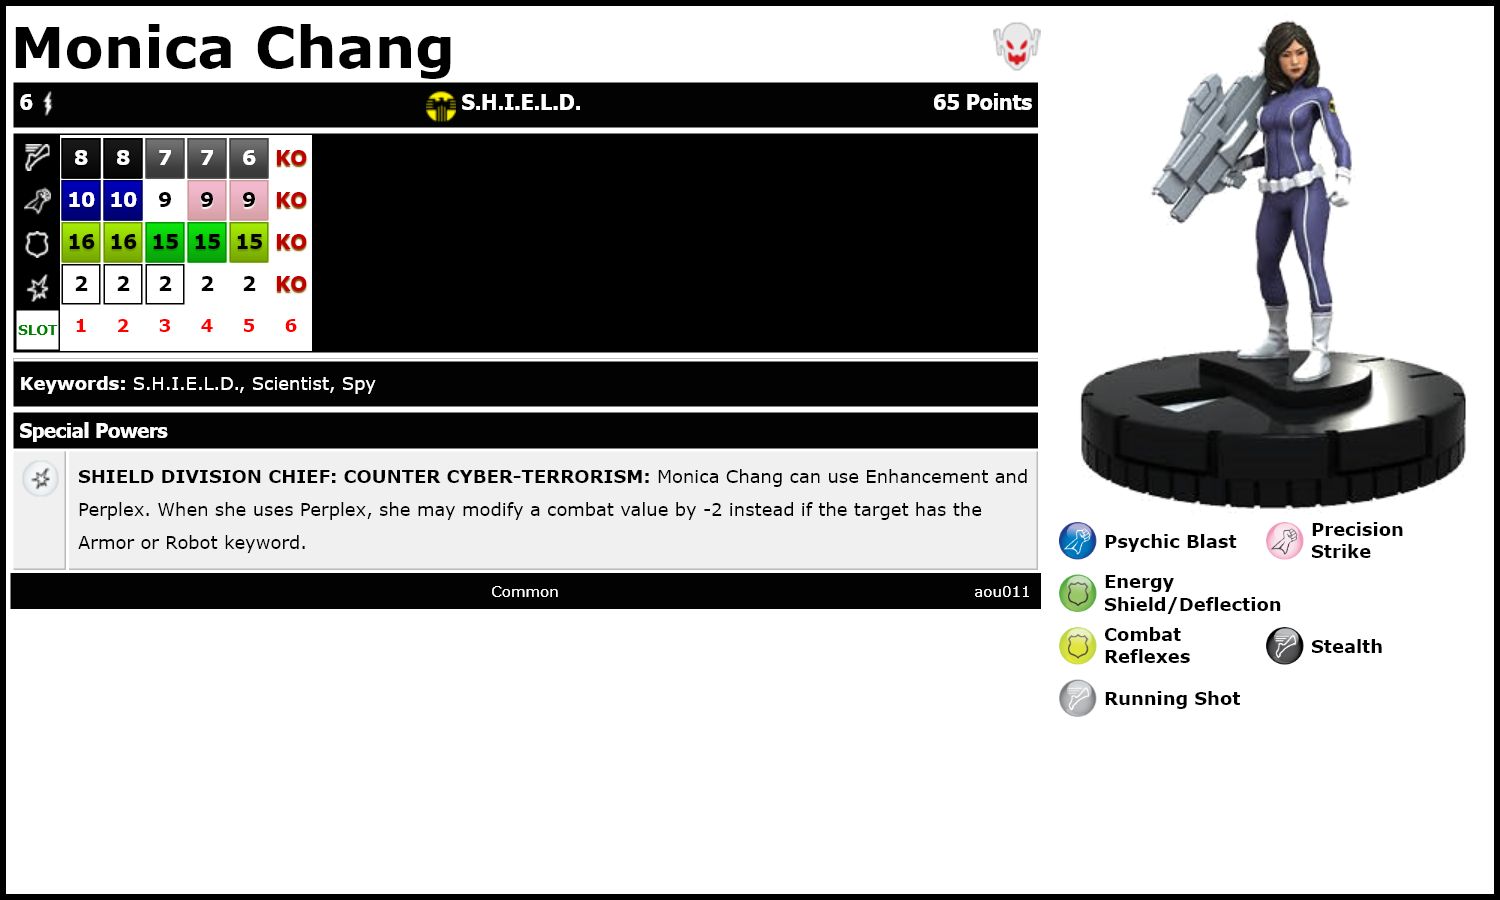 Monica Chang
6 S.H.I.E.L.D. 65 Points
8 8 7 7 6 KO
10 10 9 9 9 KO
16 16 15 15 15 KO
2 2 2 2 2 KO
SLOT 1 2 3 4 5 6
Keywords: S.H.I.E.L.D., Scientist, Spy
Special Powers
SHIELD DIVISION CHIEF: COUNTER CYBER-TERRORISM: Monica Chang can use Enhancement and
Perplex. When she uses Perplex, she may modify a combat value by -2 instead if the target has the
Armor or Robot keyword.
Common aou011
Psychic Blast
Precision
Strike
Energy
Shield/Deflection
Combat
Reflexes
Stealth
Running Shot